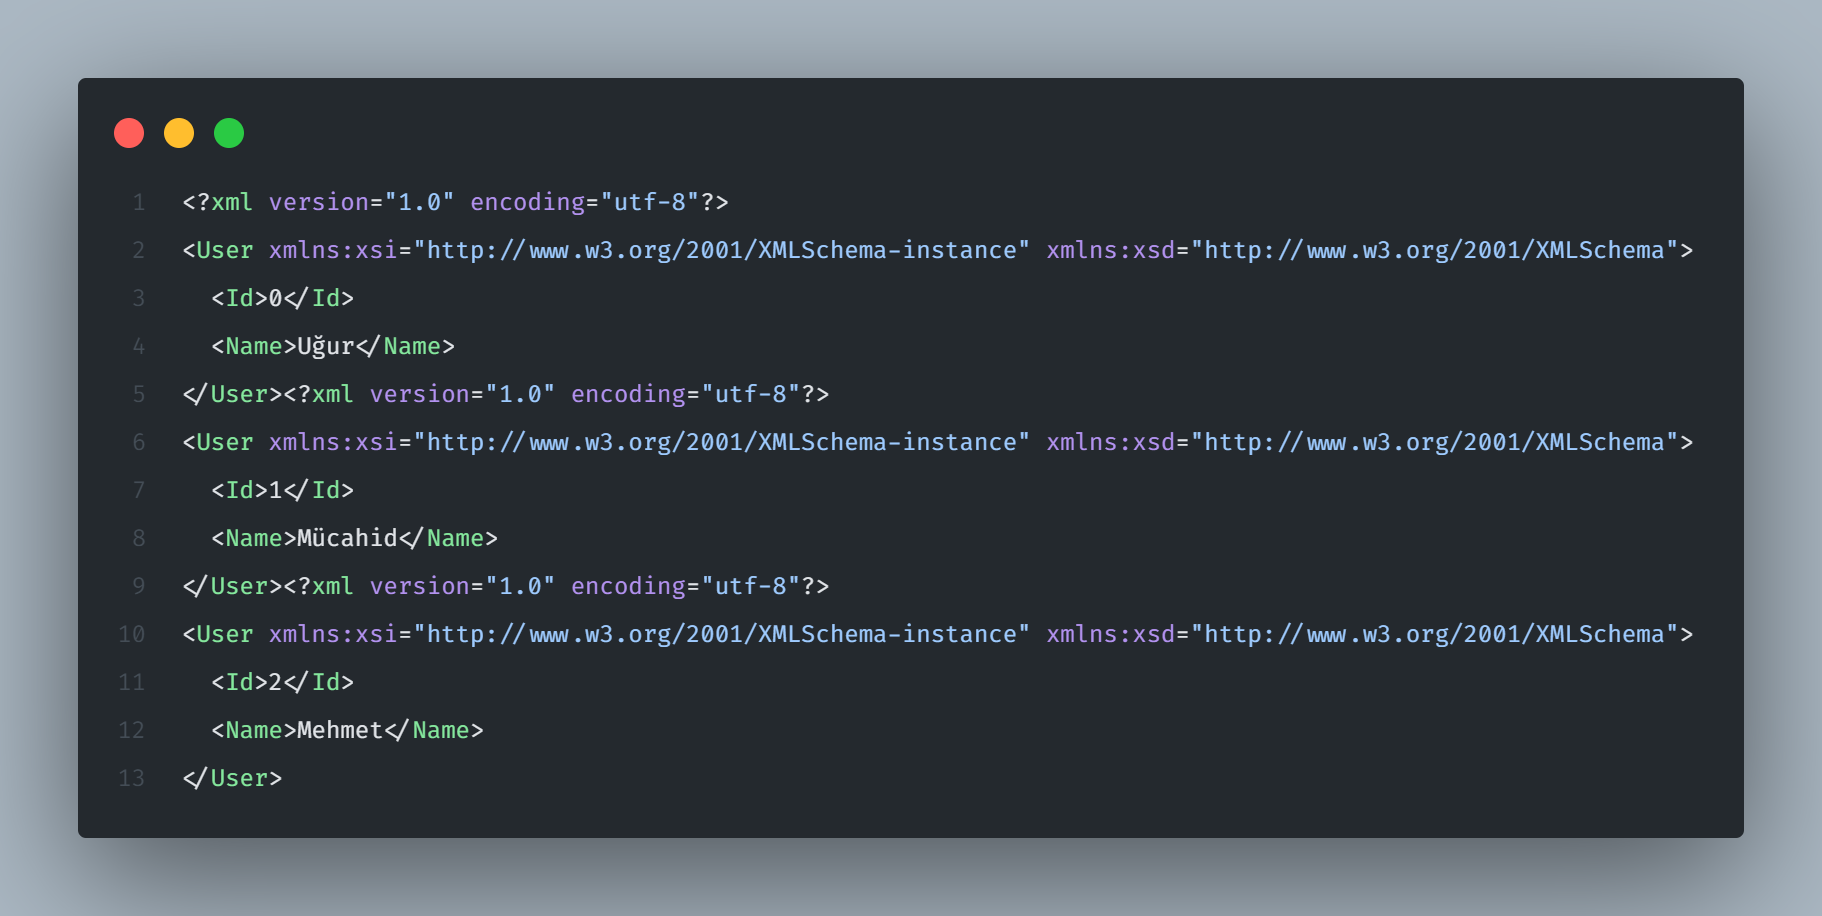 1 <?xml version="1.0" encoding="utf-8"?>
2 <User xmlns:xsi="http://www.w3.org/2001/XMLSchema-instance" xmlns:xsd="http://www.w3.org/2001/XMLSchema">
3   <Id>0</Id>
4   <Name>Uğur</Name>
5 </User><?xml version="1.0" encoding="utf-8"?>
6 <User xmlns:xsi="http://www.w3.org/2001/XMLSchema-instance" xmlns:xsd="http://www.w3.org/2001/XMLSchema">
7   <Id>1</Id>
8   <Name>Mücahid</Name>
9 </User><?xml version="1.0" encoding="utf-8"?>
10 <User xmlns:xsi="http://www.w3.org/2001/XMLSchema-instance" xmlns:xsd="http://www.w3.org/2001/XMLSchema">
11   <Id>2</Id>
12   <Name>Mehmet</Name>
13 </User>